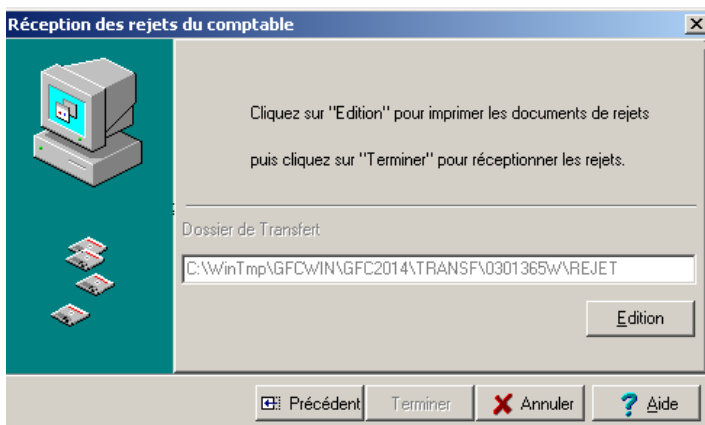 Réception des rejets du comptable
Cliquez sur "Edition" pour imprimer les documents de rejets
puis cliquez sur "Terminer" pour réceptionner les rejets.
Dossier de Transfert
C:\WinTmp\GFCWIN\GFC2014\TRANSF\0301365W\REJET
Edition
Précédent Terminer Annuler Aide